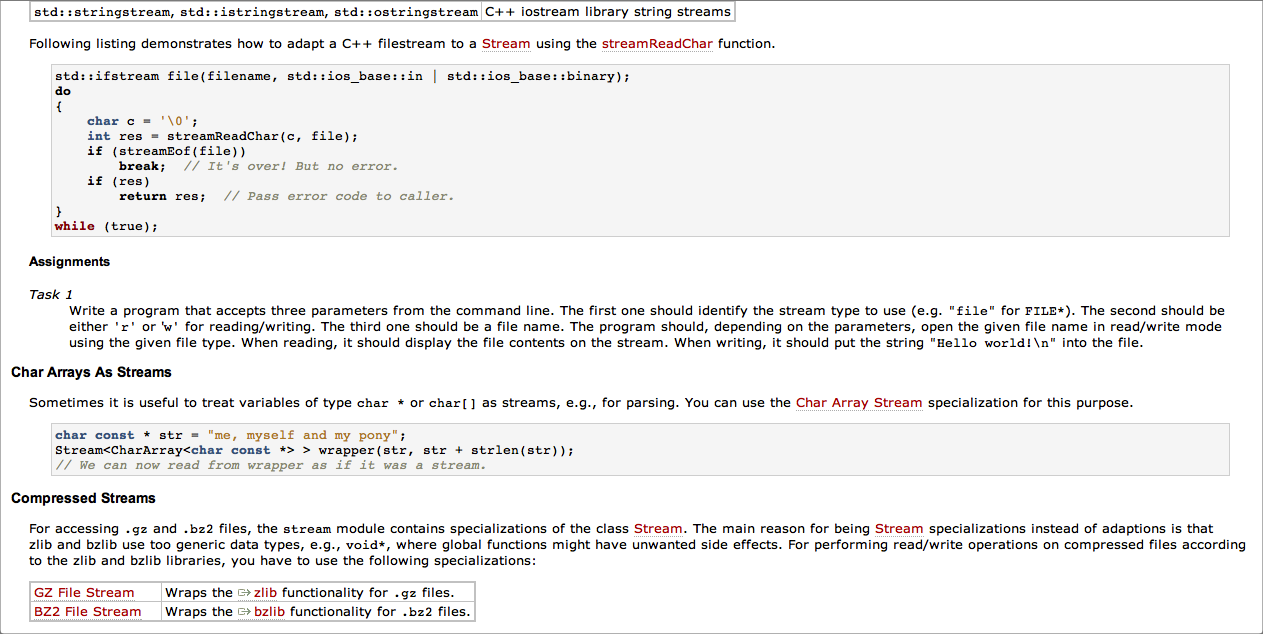 std::stringstream, std::istringstream, std::ostringstream C++ iostream library string streams
Following listing demonstrates how to adapt a C++ filestream to a Stream using the streamReadChar function.
std::ifstream file(filename, std::ios_base::in | std::ios_base::binary);
do
{
    char c = '\0';
    int res = streamReadChar(c, file);
    if (streamEof(file))
        break;  // It's over! But no error.
    if (res)
        return res;  // Pass error code to caller.
}
while (true);
Assignments
Task 1
Write a program that accepts three parameters from the command line. The first one should identify the stream type to use (e.g. "file" for FILE*). The second should be
either 'r' or 'w' for reading/writing. The third one should be a file name. The program should, depending on the parameters, open the given file name in read/write mode
using the given file type. When reading, it should display the file contents on the stream. When writing, it should put the string "Hello world!\n" into the file.
Char Arrays As Streams
Sometimes it is useful to treat variables of type char * or char[] as streams, e.g., for parsing. You can use the Char Array Stream specialization for this purpose.
char const * str = "me, myself and my pony";
Stream<CharArray<char const *> > wrapper(str, str + strlen(str));
// We can now read from wrapper as if it was a stream.
Compressed Streams
For accessing .gz and .bz2 files, the stream module contains specializations of the class Stream. The main reason for being Stream specializations instead of adaptions is that
zlib and bzlib use too generic data types, e.g., void*, where global functions might have unwanted side effects. For performing read/write operations on compressed files according
to the zlib and bzlib libraries, you have to use the following specializations:
GZ File Stream Wraps the zlib functionality for .gz files.
BZ2 File Stream Wraps the bzlib functionality for .bz2 files.